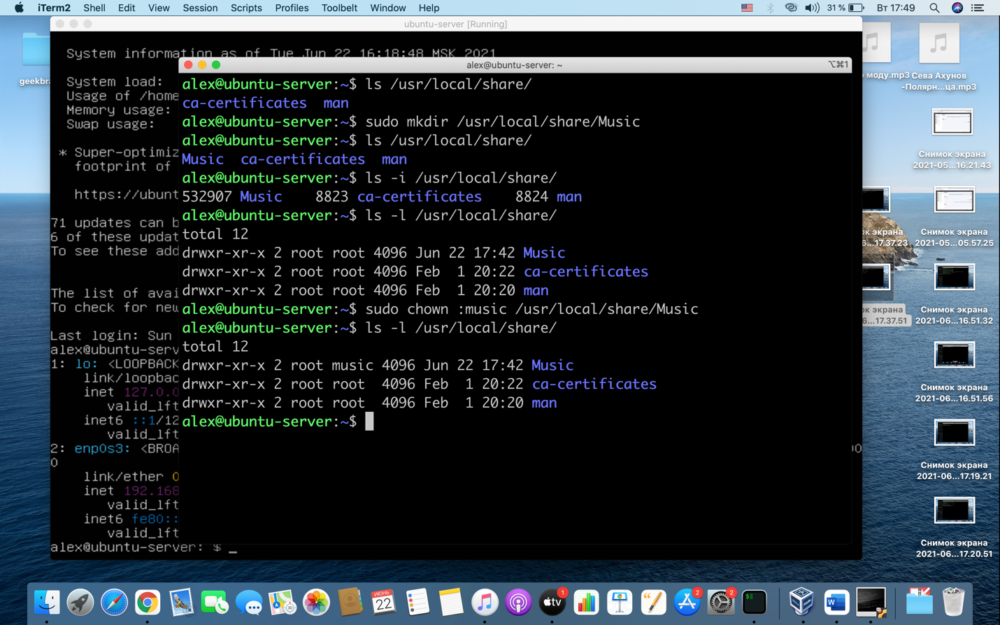 iTerm2 Shell Edit View Session Scripts Profiles Toolbelt Window Help 31 % Вт 17:49
ubuntu-server [Running]
System information as of Tue Jun 22 16:18:48 MSK 2021
System load:
Usage of /home
Memory usage:
Swap usage:
* Super-optimiz
footprint of
https://ubunt
71 updates can b
6 of these updat
To see these add
The list of avai
To check for new
Last login: Sun
alex@ubuntu-serv
1: lo: <LOOPBACK
link/loopbac
inet 127.0.0
valid_lft
inet6 ::1/12
valid_lft
2: enp0s3: <BROA
0
link/ether 0
inet 192.168
valid_lft
inet6 fe80::
valid_lft
alex@ubuntu-server:~$ _
alex@ubuntu-server: ~
⌥⌘1
alex@ubuntu-server:~$ ls /usr/local/share/
ca-certificates man
alex@ubuntu-server:~$ sudo mkdir /usr/local/share/Music
alex@ubuntu-server:~$ ls /usr/local/share/
Music ca-certificates man
alex@ubuntu-server:~$ ls -i /usr/local/share/
532907 Music 8823 ca-certificates 8824 man
alex@ubuntu-server:~$ ls -l /usr/local/share/
total 12
drwxr-xr-x 2 root root 4096 Jun 22 17:42 Music
drwxr-xr-x 2 root root 4096 Feb 1 20:22 ca-certificates
drwxr-xr-x 2 root root 4096 Feb 1 20:20 man
alex@ubuntu-server:~$ sudo chown :music /usr/local/share/Music
alex@ubuntu-server:~$ ls -l /usr/local/share/
total 12
drwxr-xr-x 2 root music 4096 Jun 22 17:42 Music
drwxr-xr-x 2 root root 4096 Feb 1 20:22 ca-certificates
drwxr-xr-x 2 root root 4096 Feb 1 20:20 man
alex@ubuntu-server:~$
geekbra
моду.mp3
Сева Ахунов
-Полярн...ца.mp3
Снимок экрана
2021-05...16.21.43
ок экрана
6...17.37.23
Снимок экрана
2021-05...05.57.25
ок экрана
6...17.37.51
Снимок экрана
2021-06...16.51.32
Снимок экрана
2021-06...16.51.56
Снимок экрана
2021-06...17.19.21
Снимок экрана
2021-06...17.20.51
ИЮНЬ
22
tv
1
2
2
W